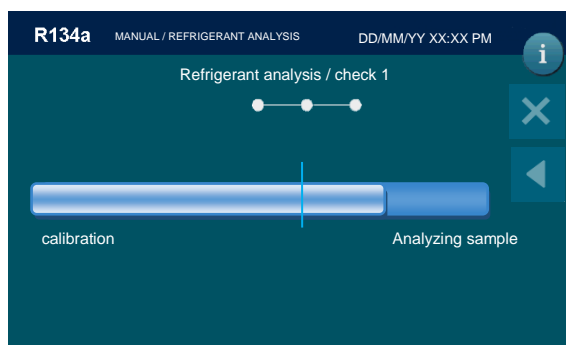 R134a MANUAL / REFRIGERANT ANALYSIS DD/MM/YY XX:XX PM
i
Refrigerant analysis / check 1
calibration Analyzing sample